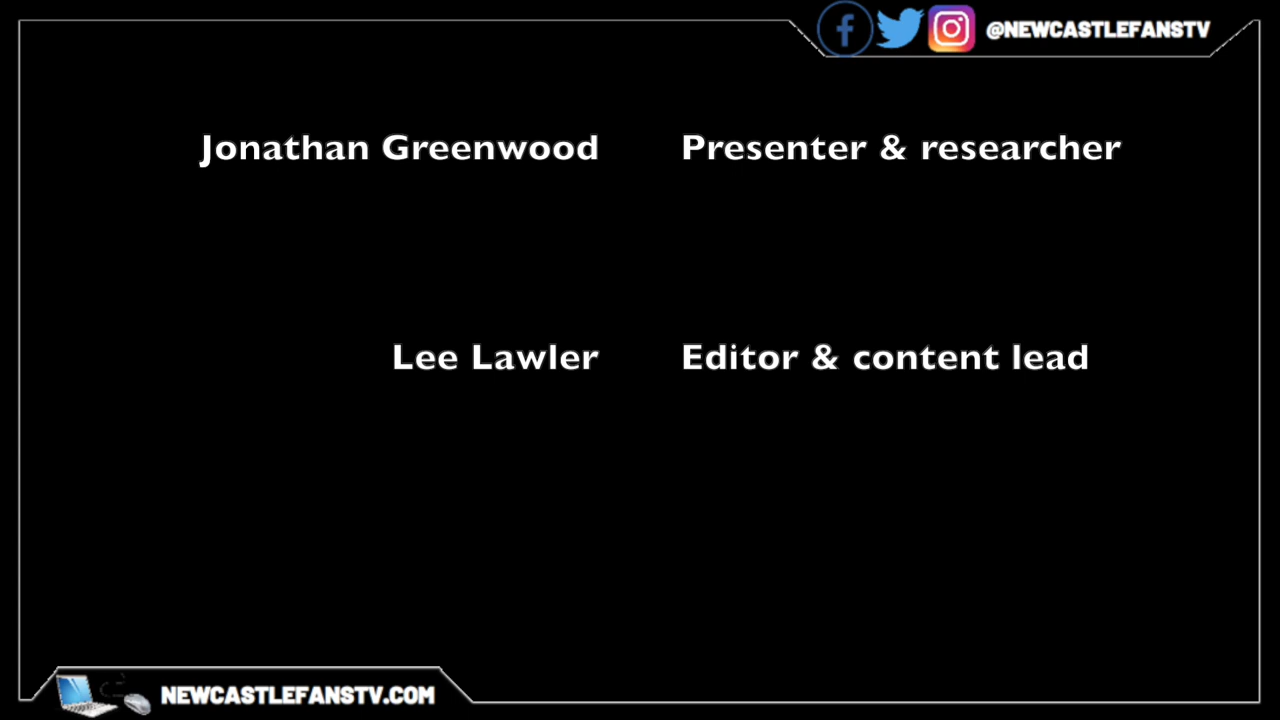 @NEWCASTLEFANSTV
Jonathan Greenwood Presenter & researcher
Lee Lawler Editor & content lead
NEWCASTLEFANSTV.COM